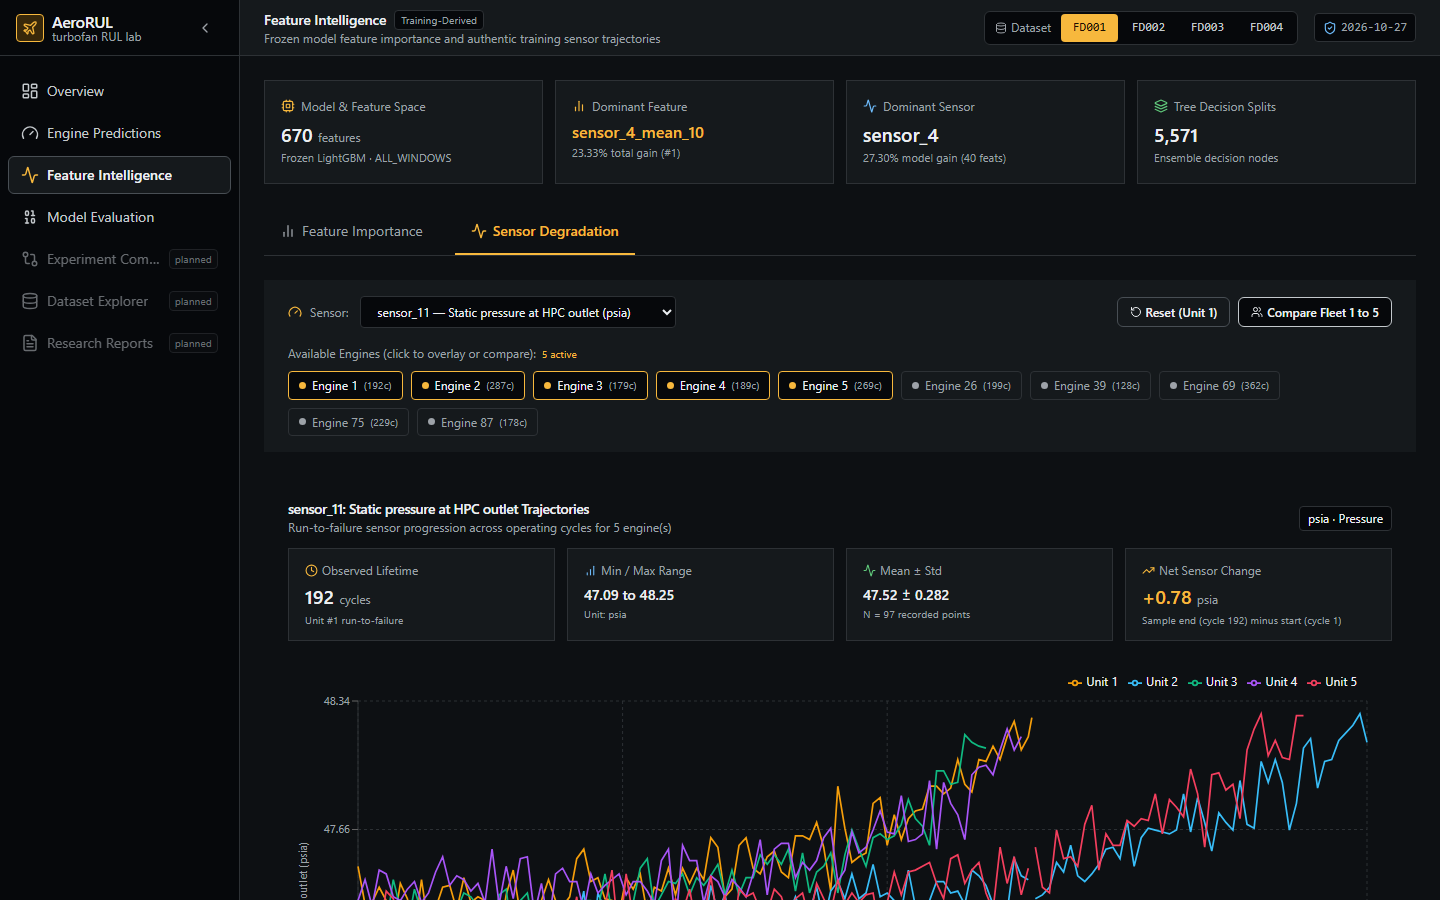 AeroRUL
turbofan RUL lab
Overview
Engine Predictions
Feature Intelligence
Model Evaluation
Experiment Com... planned
Dataset Explorer planned
Research Reports planned
Feature Intelligence Training-Derived
Frozen model feature importance and authentic training sensor trajectories
Dataset FD001 FD002 FD003 FD004
2026-10-27
Model & Feature Space
670 features
Frozen LightGBM · ALL_WINDOWS
Dominant Feature
sensor_4_mean_10
23.33% total gain (#1)
Dominant Sensor
sensor_4
27.30% model gain (40 feats)
Tree Decision Splits
5,571
Ensemble decision nodes
Feature Importance
Sensor Degradation
Sensor: sensor_11 — Static pressure at HPC outlet (psia)
Reset (Unit 1)
Compare Fleet 1 to 5
Available Engines (click to overlay or compare): 5 active
Engine 1 (192c) Engine 2 (287c) Engine 3 (179c) Engine 4 (189c) Engine 5 (269c) Engine 26 (199c) Engine 39 (128c) Engine 69 (362c)
Engine 75 (229c) Engine 87 (178c)
sensor_11: Static pressure at HPC outlet Trajectories
Run-to-failure sensor progression across operating cycles for 5 engine(s)
psia · Pressure
Observed Lifetime
192 cycles
Unit #1 run-to-failure
Min / Max Range
47.09 to 48.25
Unit: psia
Mean ± Std
47.52 ± 0.282
N = 97 recorded points
Net Sensor Change
+0.78 psia
Sample end (cycle 192) minus start (cycle 1)
Unit 1 Unit 2 Unit 3 Unit 4 Unit 5
48.34
47.66
outlet (psia)